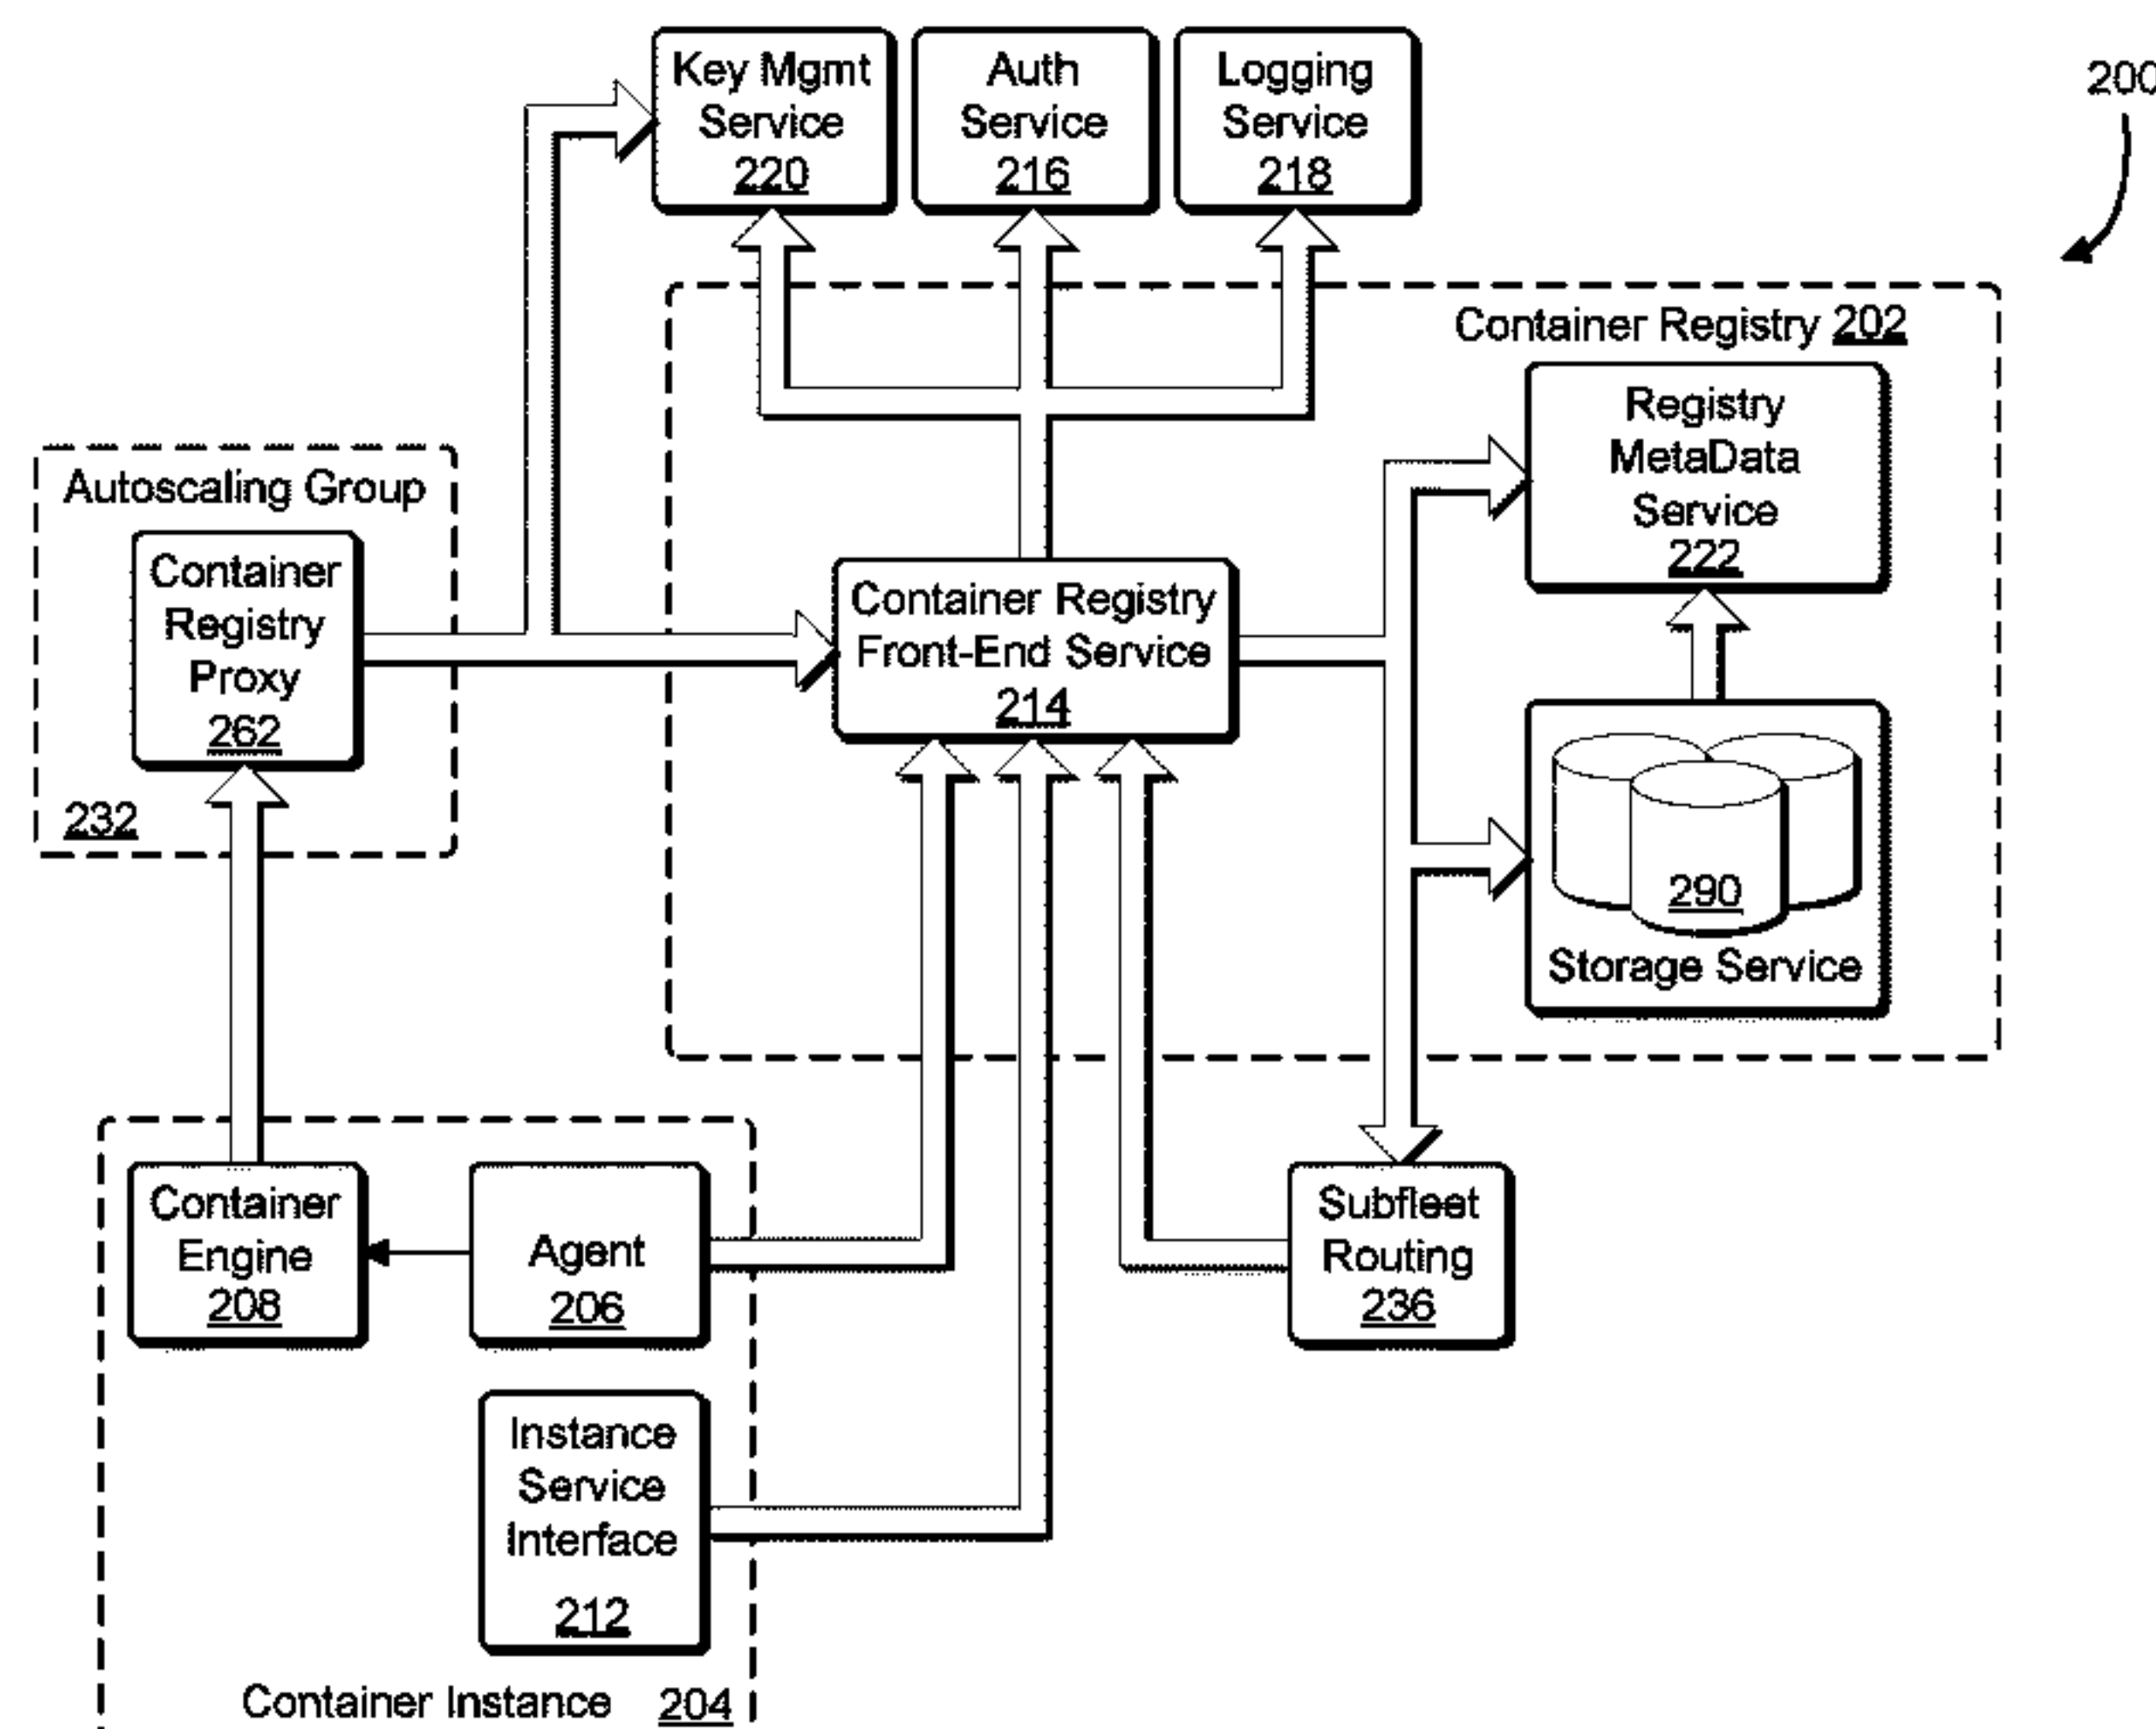 Key Mgmt
Service
220
Auth
Service
216
Logging
Service
218
200
Container Registry 202
Registry
MetaData
Service
222
Autoscaling Group
Container
Registry
Proxy
262
232
Container Registry
Front-End Service
214
290
Storage Service
Container
Engine
208
Agent
206
Subfleet
Routing
236
Instance
Service
Interface
212
Container Instance 204